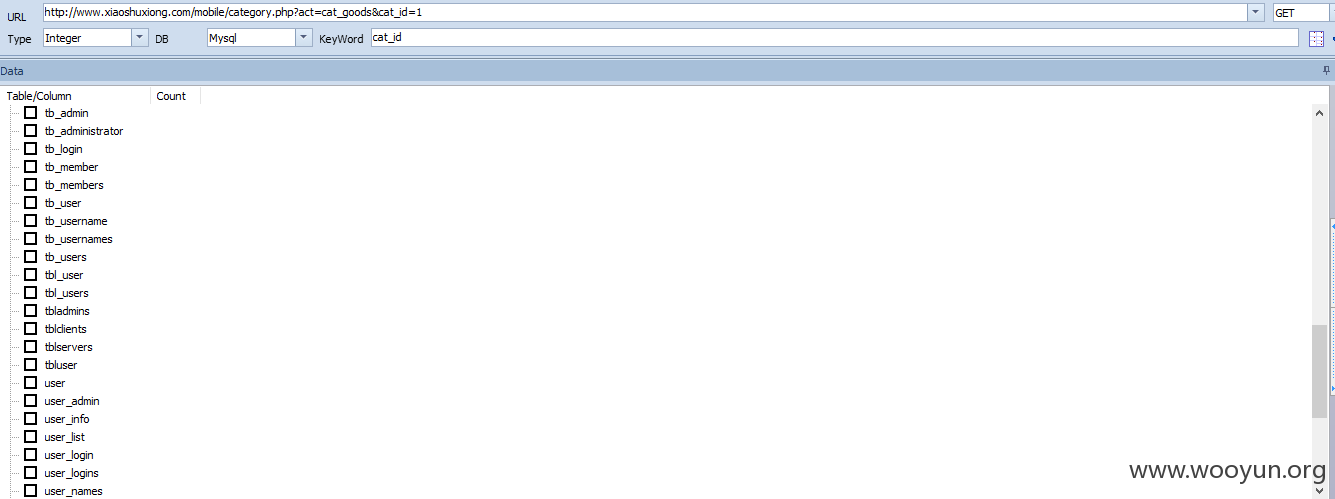 URL http://www.xiaoshuxiong.com/mobile/category.php?act=cat_goods&cat_id=1 GET
Type Integer DB Mysql KeyWord cat_id
Data
Table/Column Count
tb_admin
tb_administrator
tb_login
tb_member
tb_members
tb_user
tb_username
tb_usernames
tb_users
tbl_user
tbl_users
tbladmins
tblclients
tblservers
tbluser
user
user_admin
user_info
user_list
user_login
user_logins
user_names
www.wooyun.org